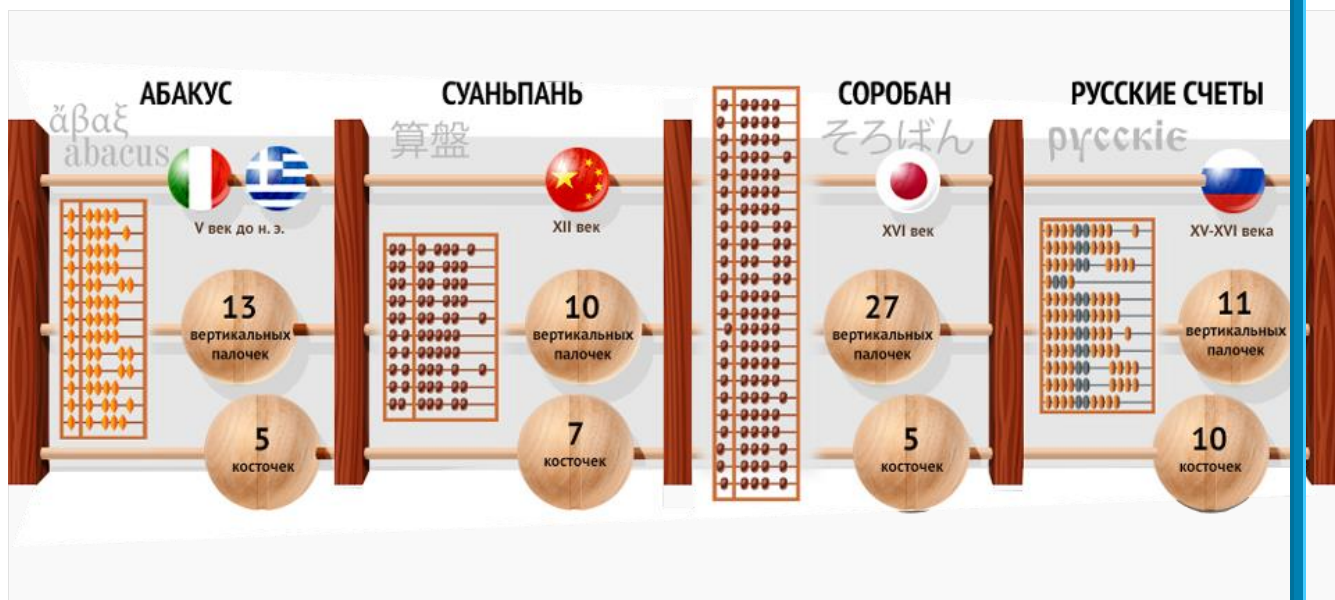 АБАКУС
ἄβαξ
abacus
V век до н. э.
13
вертикальных
палочек
5
косточек
СУАНЬПАНЬ
算盤
XII век
10
вертикальных
палочек
7
косточек
СОРОБАН
そろばん
XVI век
27
вертикальных
палочек
5
косточек
РУССКИЕ СЧЕТЫ
русскіе
XV-XVI века
11
вертикальных
палочек
10
косточек